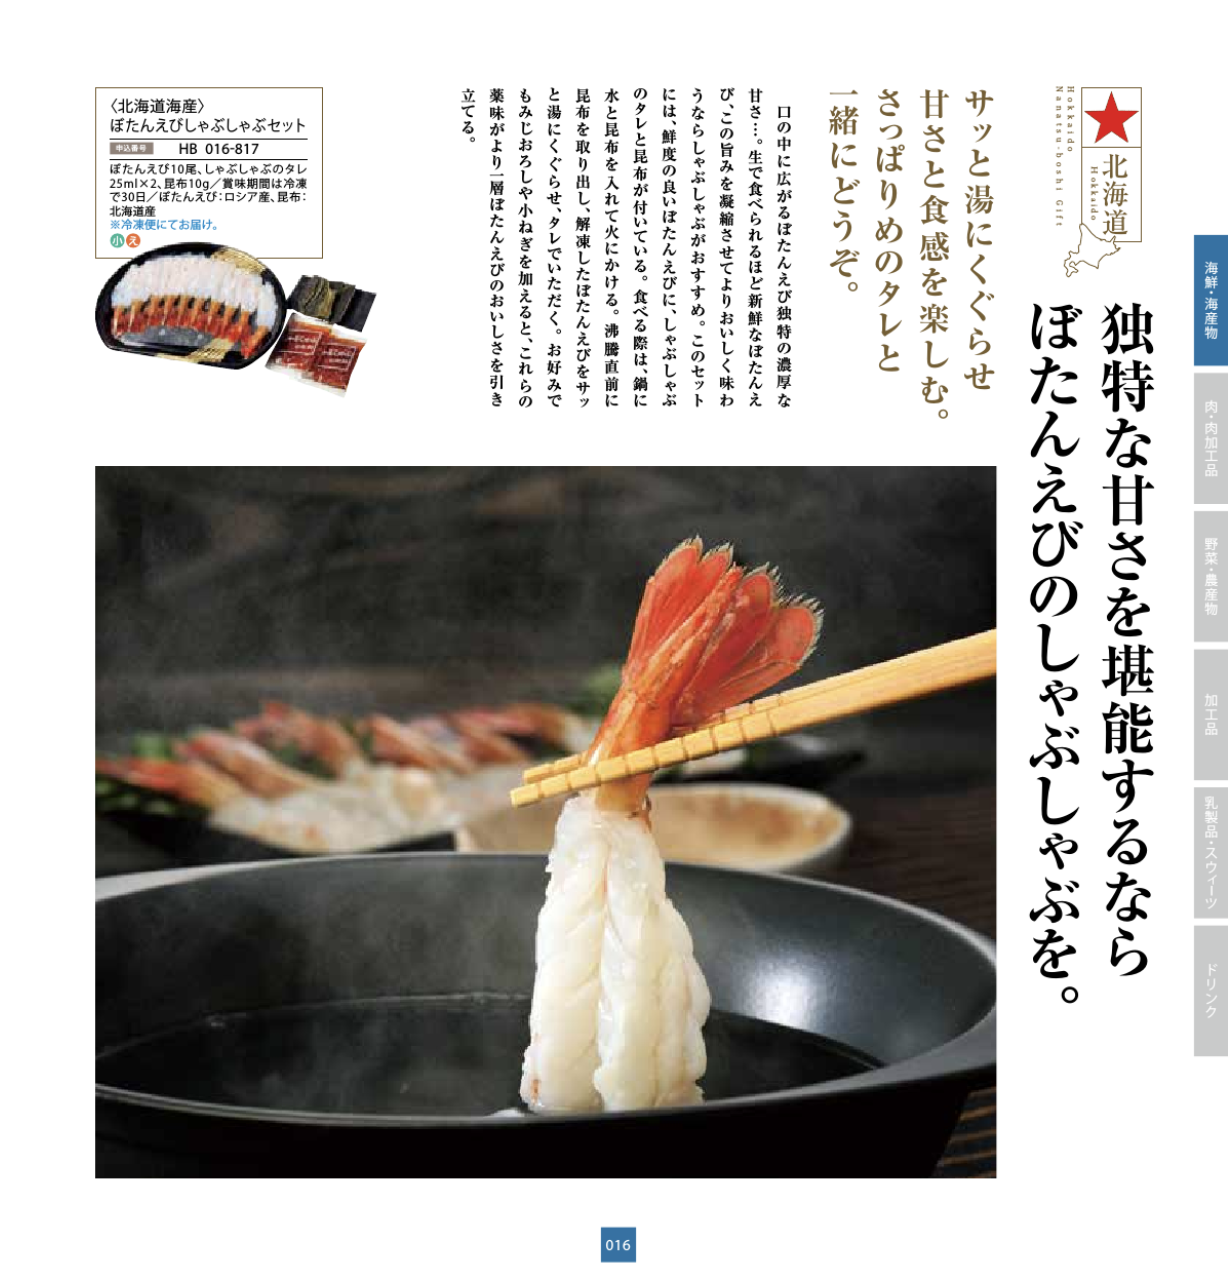 北海道
Hokkaido
Hokkaido
Nanatsu-boshi Gift
独特な甘さを堪能するなら
ぼたんえびのしゃぶしゃぶを。
サッと湯にくぐらせ
甘さと食感を楽しむ。
さっぱりめのタレと
一緒にどうぞ。
口の中に広がるぼたんえび独特の濃厚な
甘さ…。生で食べられるほど新鮮なぼたんえ
び、この旨みを凝縮させてよりおいしく味わ
うならしゃぶしゃぶがおすすめ。このセット
には、鮮度の良いぼたんえびに、しゃぶしゃぶ
のタレと昆布が付いている。食べる際は、鍋に
水と昆布を入れて火にかける。沸騰直前に
昆布を取り出し、解凍したぼたんえびをサッ
と湯にくぐらせ、タレでいただく。お好みで
もみじおろしや小ねぎを加えると、これらの
薬味がより一層ぼたんえびのおいしさを引き
立てる。
〈北海道海産〉
ぼたんえびしゃぶしゃぶセット
申込番号 HB 016-817
ぼたんえび10尾、しゃぶしゃぶのタレ
25ml×2、昆布10g／賞味期間は冷凍
で30日／ぼたんえび：ロシア産、昆布：
北海道産
※冷凍便にてお届け。
小 え
海鮮・海産物
肉・肉加工品
野菜・農産物
加工品
乳製品・スウィーツ
ドリンク
016